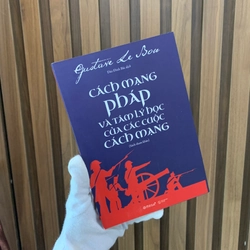 Gustave Le Bon
CÁCH MẠNG
PHÁP
VÀ TÂM LÝ HỌC
CỦA CÁC CUỘC
CÁCH MẠNG